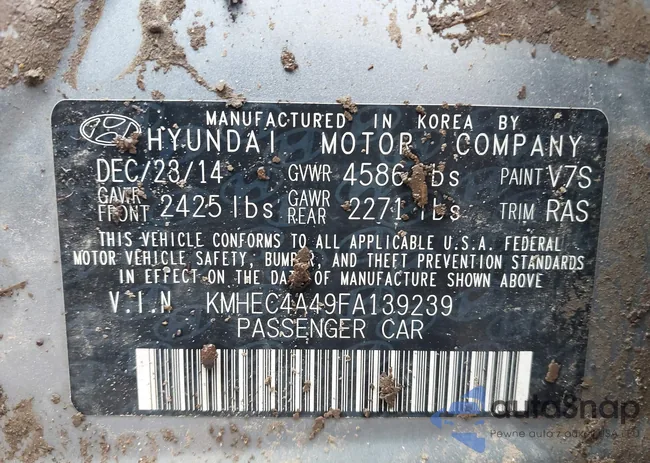 MANUFACTURED IN KOREA BY
HYUNDAI MOTOR COMPANY
DEC/23/14 GVWR 4586 lbs PAINT V7S
GAWR FRONT 2425 lbs GAWR REAR 2271 lbs TRIM RAS
THIS VEHICLE CONFORMS TO ALL APPLICABLE U.S.A. FEDERAL
MOTOR VEHICLE SAFETY, BUMPER, AND THEFT PREVENTION STANDARDS
IN EFFECT ON THE DATE OF MANUFACTURE SHOWN ABOVE
V.I.N KMHEC4A49FA139239
PASSENGER CAR
autoSnap
Pewne auto z